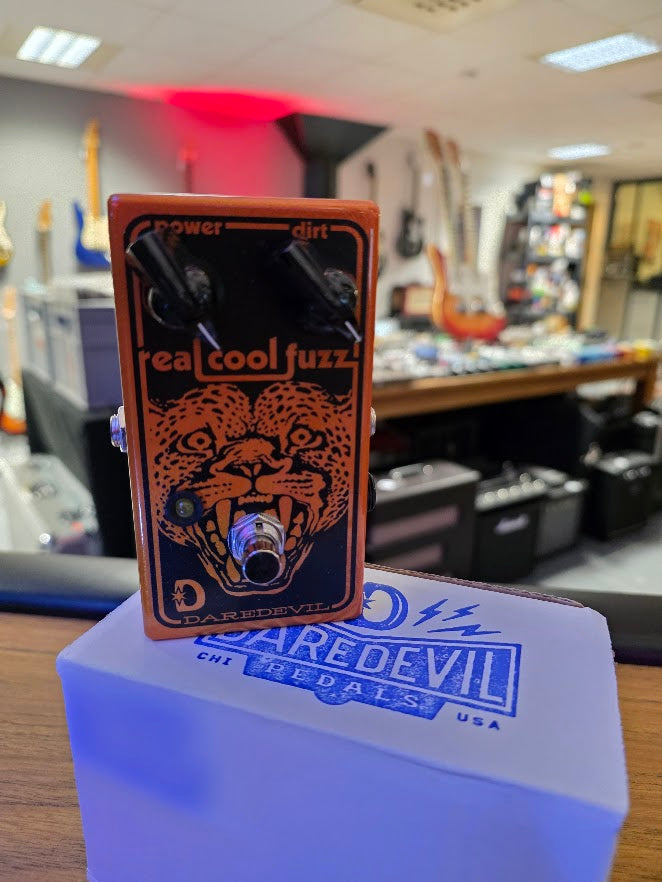 power dirt
real cool fuzz
D
DAREDEVIL
D
DAREDEVIL
CHI PEDALS USA